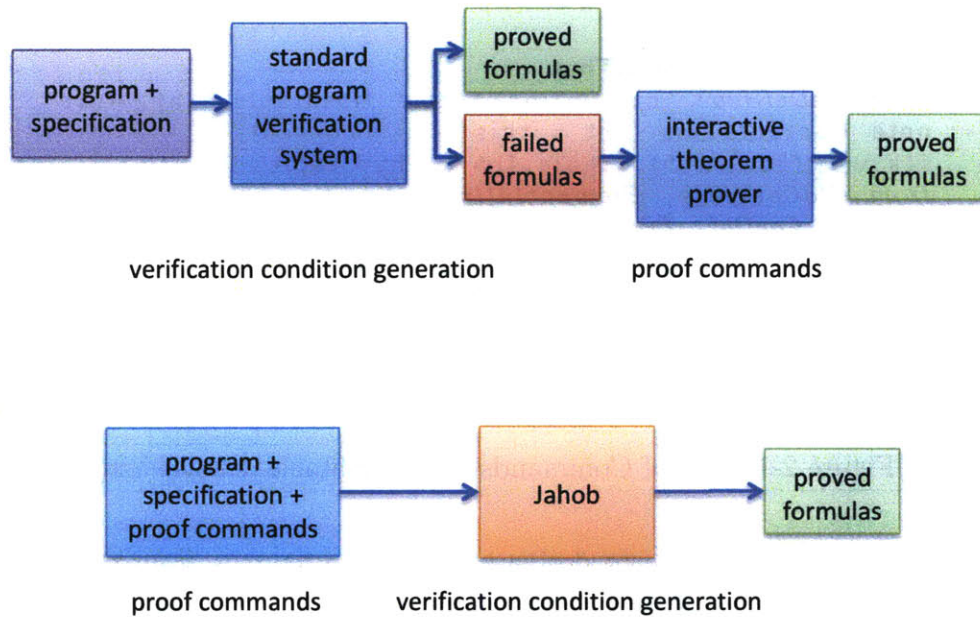 program +
specification
standard
program
verification
system
proved
formulas
failed
formulas
interactive
theorem
prover
proved
formulas
verification condition generation
proof commands
program +
specification +
proof commands
Jahob
proved
formulas
proof commands
verification condition generation